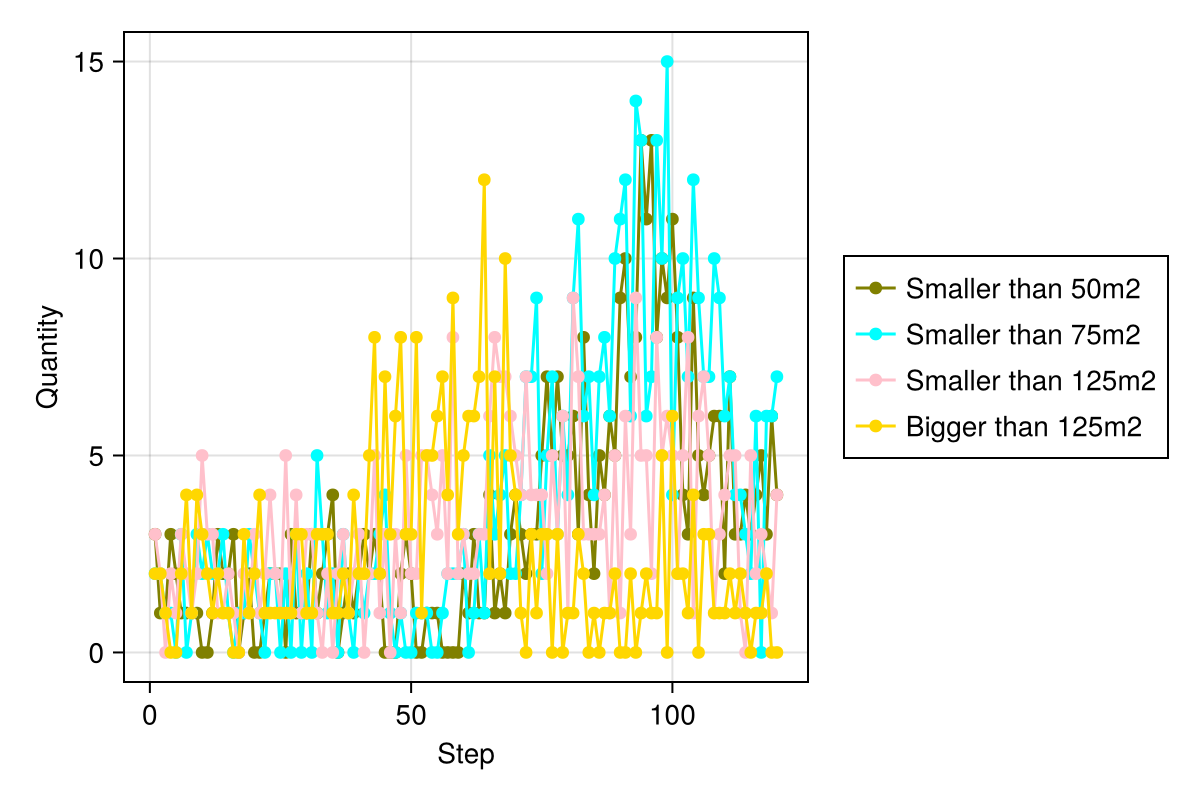 15
10
5
0
Quantity
0 50 100
Step
Smaller than 50m2
Smaller than 75m2
Smaller than 125m2
Bigger than 125m2